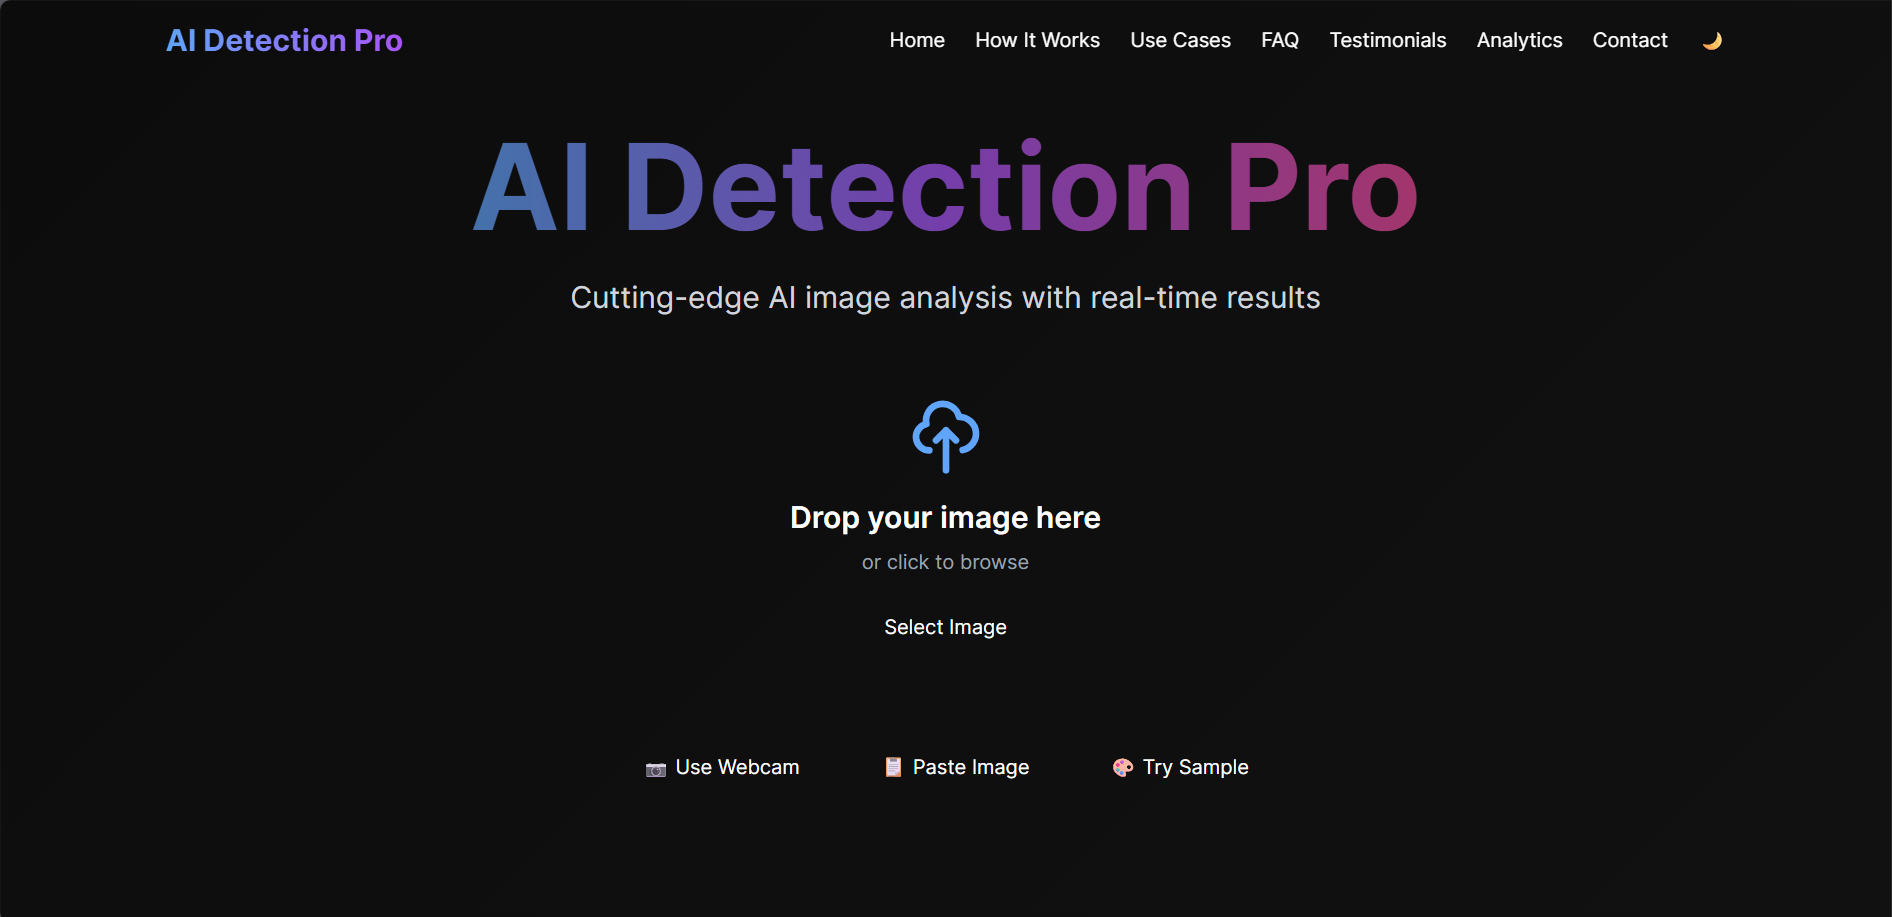 AI Detection Pro
Home How It Works Use Cases FAQ Testimonials Analytics Contact
AI Detection Pro
Cutting-edge AI image analysis with real-time results
Drop your image here
or click to browse
Select Image
Use Webcam Paste Image Try Sample